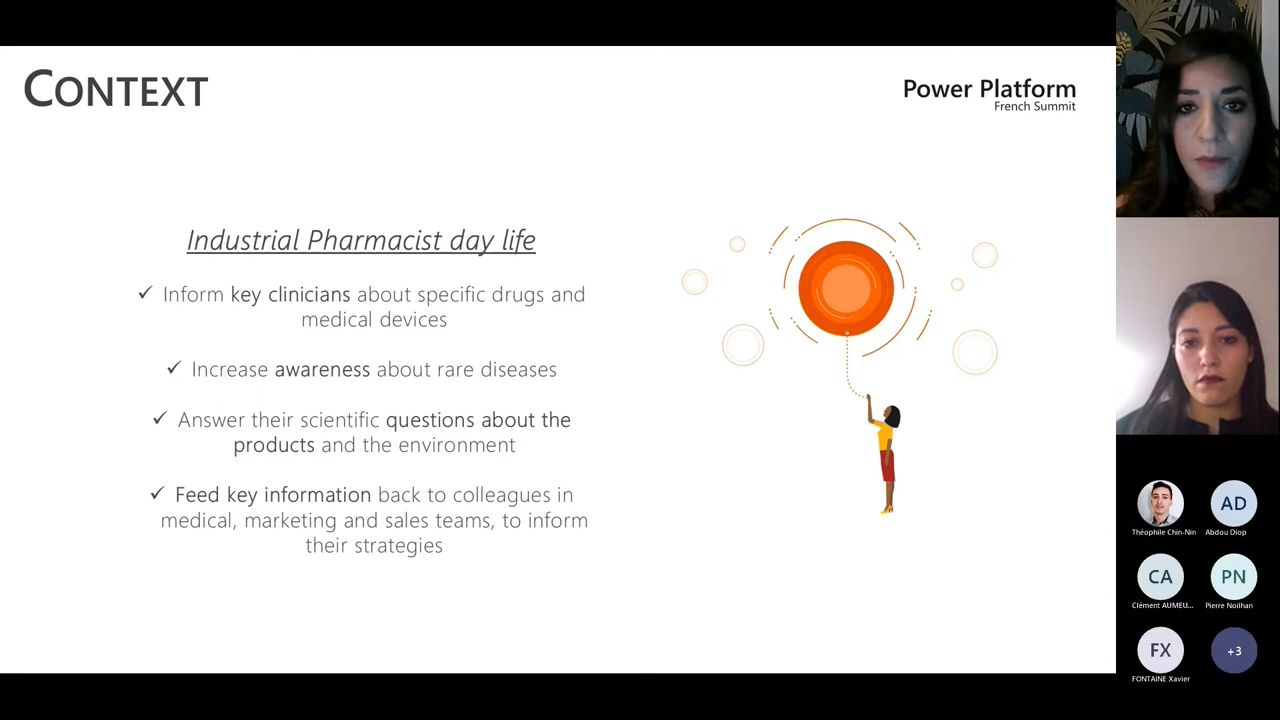 CONTEXT
Power Platform
French Summit
Industrial Pharmacist day life
✓ Inform key clinicians about specific drugs and
medical devices
✓ Increase awareness about rare diseases
✓ Answer their scientific questions about the
products and the environment
✓ Feed key information back to colleagues in
medical, marketing and sales teams, to inform
their strategies
AD
Théophile Chin-Nin
Abdou Diop
CA
PN
Clément AUMEU...
Pierre Noilhan
FX
+3
FONTAINE Xavier